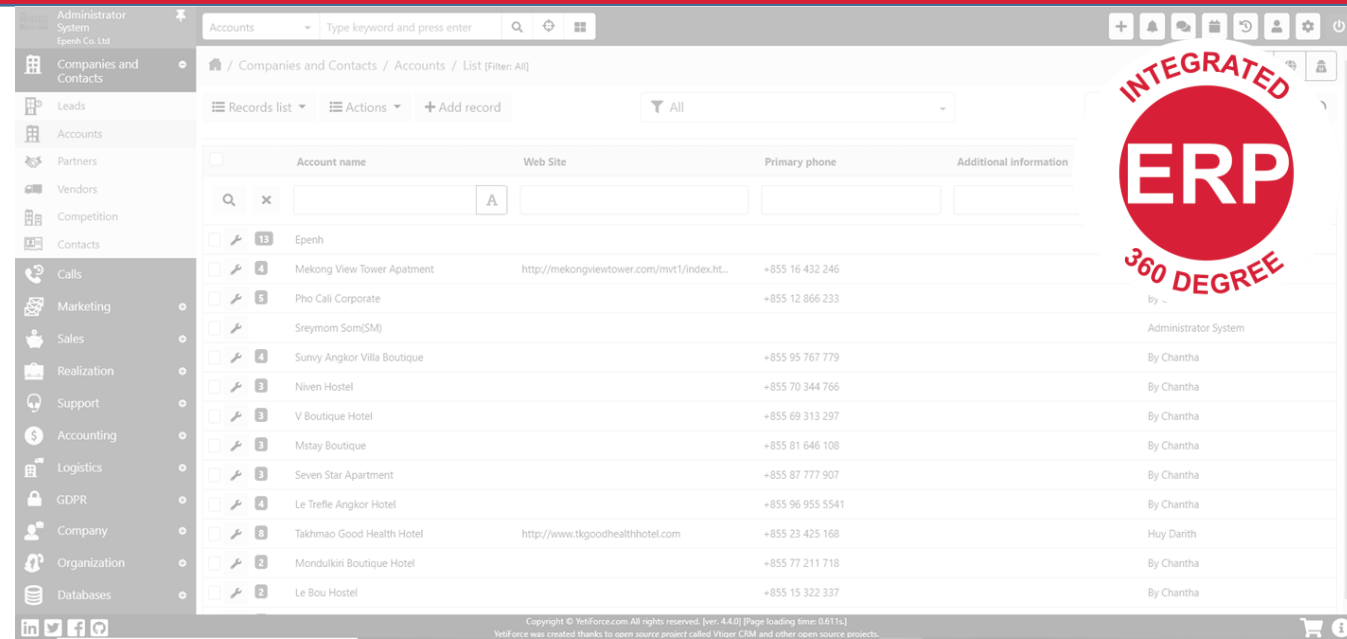 Administrator
System
Epenh Co. Ltd
Accounts
Type keyword and press enter
Companies and
Contacts
/ Companies and Contacts / Accounts / List [Filter: All]
Leads
Records list
Actions
Add record
All
Accounts
Partners
Vendors
Competition
Contacts
Calls
Marketing
Sales
Realization
Support
Accounting
Logistics
GDPR
Company
Organization
Databases
Account name
Web Site
Primary phone
Additional information
A
13 Epenh
4 Mekong View Tower Apatment http://mekongviewtower.com/mvt1/index.ht... +855 16 432 246
5 Pho Cali Corporate +855 12 866 233
Sreymom Som(SM) Administrator System
4 Sunvy Angkor Villa Boutique +855 95 767 779 By Chantha
3 Niven Hostel +855 70 344 766 By Chantha
3 V Boutique Hotel +855 69 313 297 By Chantha
3 Mstay Boutique +855 81 646 108 By Chantha
3 Seven Star Apartment +855 87 777 907 By Chantha
4 Le Trefle Angkor Hotel +855 96 955 5541 By Chantha
8 Takhmao Good Health Hotel http://www.tkgoodhealthhotel.com +855 23 425 168 Huy Darith
2 Mondulkiri Boutique Hotel +855 77 211 718 By Chantha
2 Le Bou Hostel +855 15 322 337 By Chantha
INTEGRATED
ERP
360 DEGREE
Copyright © YetiForce.com All rights reserved. [ver. 4.4.0] [Page loading time: 0.611s.]
YetiForce was created thanks to open source project called Vtiger CRM and other open source projects.